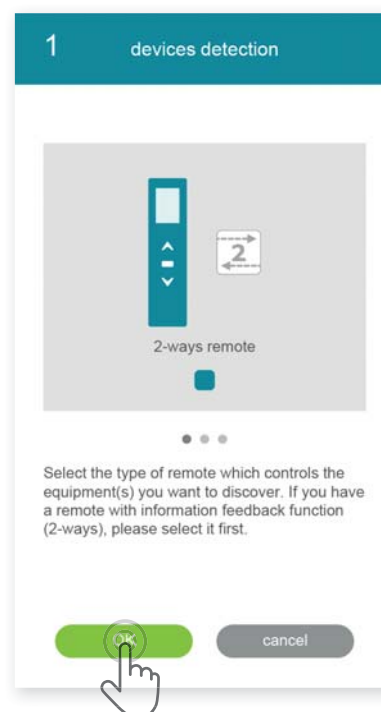 1 devices detection
2
2-ways remote
Select the type of remote which controls the
equipment(s) you want to discover. If you have
a remote with information feedback function
(2-ways), please select it first.
OK cancel